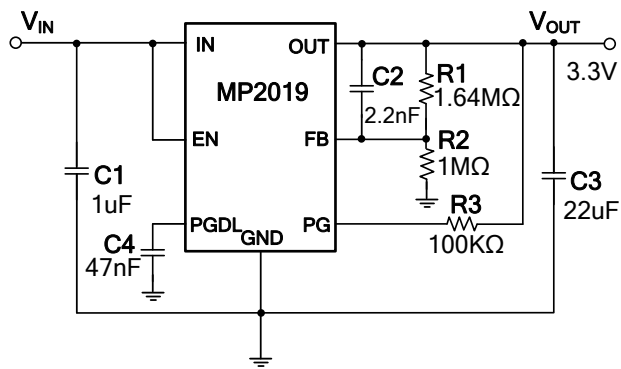 VIN
VOUT
3.3V
IN
OUT
MP2019
C2
2.2nF
R1
1.64MΩ
EN
FB
R2
1MΩ
C1
1uF
C3
22uF
PGDL
GND
PG
R3
100KΩ
C4
47nF